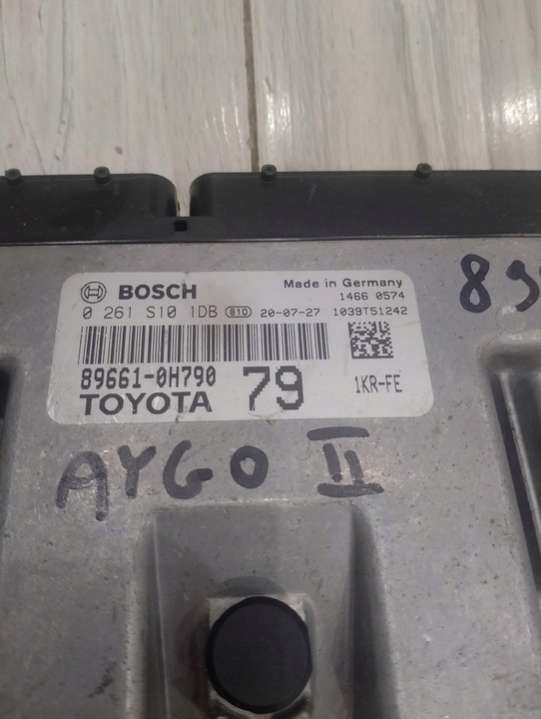 BOSCH Made in Germany
1466 0574
0 261 S10 1DB B10 20-07-27 1039T51242
89661-0H790 79 1KR-FE
TOYOTA
AYGO II